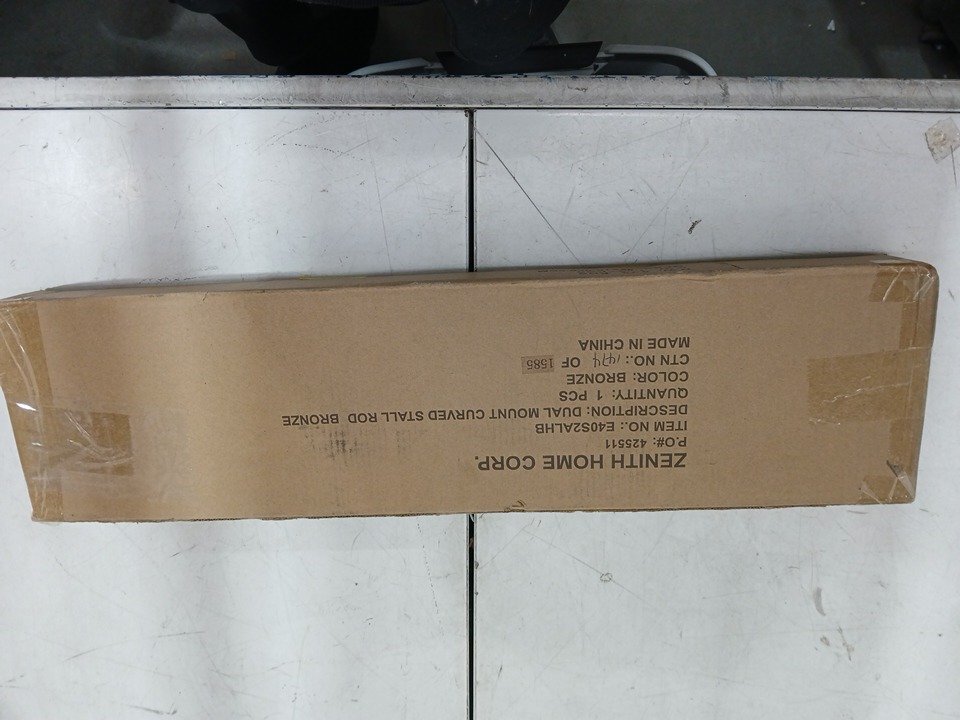 ZENITH HOME CORP.
P.O#: 425511
ITEM NO.: E40S2ALHB
DESCRIPTION: DUAL MOUNT CURVED STALL ROD BRONZE
QUANTITY: 1 PCS
COLOR: BRONZE
CTN NO.: 1474 OF 1585
MADE IN CHINA